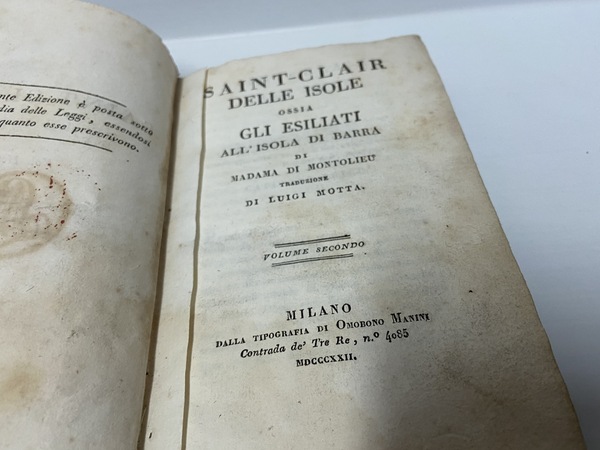 nte Edizione è posta sotto
dia delle Leggi, essendosi
quanto esse prescrivono.
SAINT-CLAIR
DELLE ISOLE
OSSIA
GLI ESILIATI
ALL'ISOLA DI BARRA
DI
MADAMA DI MONTOLIEU
TRADUZIONE
DI LUIGI MOTTA.
VOLUME SECONDO
MILANO
DALLA TIPOGRAFIA DI OMOBONO MANINI
Contrada de' Tre Re, n.º 4085
MDCCCXXII.